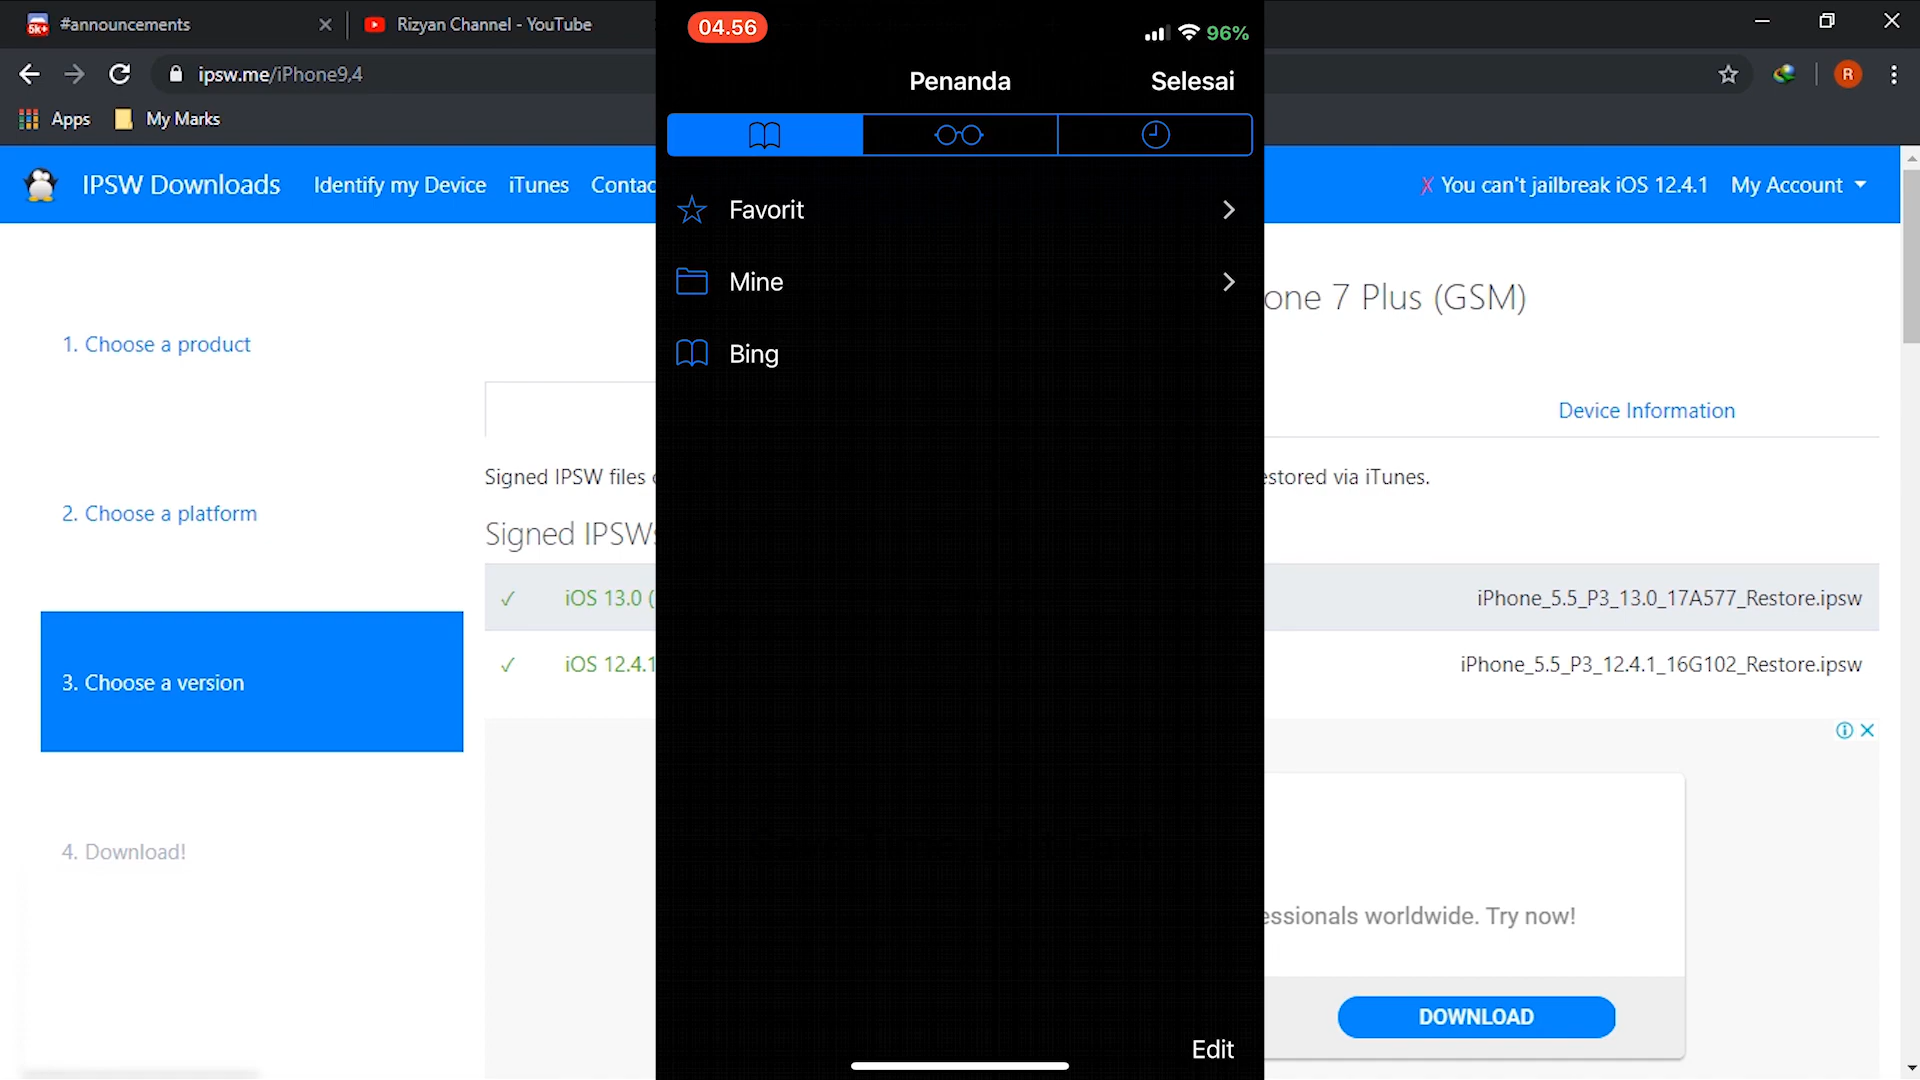 #announcements
Rizyan Channel - YouTube
ipsw.me/iPhone9,4
R
Apps
My Marks
IPSW Downloads
Identify my Device
iTunes
Contac
✗ You can't jailbreak iOS 12.4.1
My Account
04.56
96%
Penanda
Selesai
Favorit
Mine
Bing
Edit
1. Choose a product
2. Choose a platform
3. Choose a version
4. Download!
one 7 Plus (GSM)
Device Information
Signed IPSW files
estored via iTunes.
Signed IPSWs
✓ iOS 13.0 (
iPhone_5.5_P3_13.0_17A577_Restore.ipsw
✓ iOS 12.4.1
iPhone_5.5_P3_12.4.1_16G102_Restore.ipsw
essionals worldwide. Try now!
DOWNLOAD